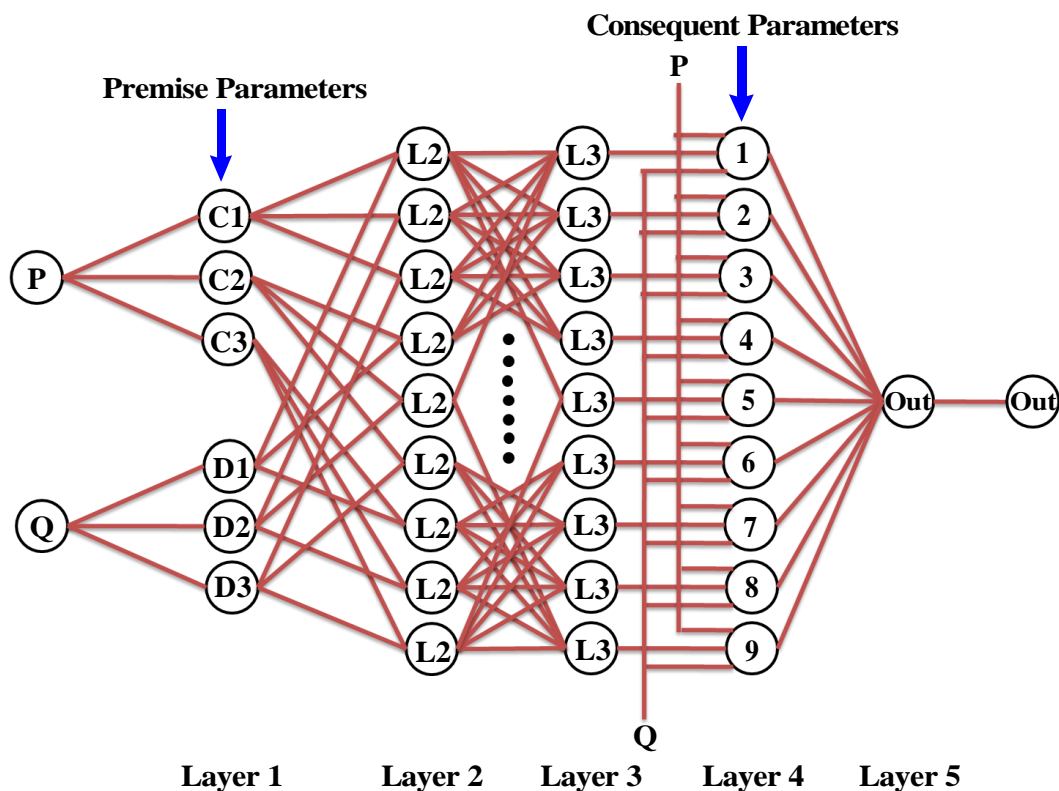 Consequent Parameters
P
Premise Parameters
L2 L3 1
C1 L2 L3 2
P C2 L2 L3 3
C3 L2 L3 4
L2 L3 5 Out Out
D1 L2 L3 6
Q D2 L2 L3 7
D3 L2 L3 8
L2 L3 9
Q
Layer 1 Layer 2 Layer 3 Layer 4 Layer 5